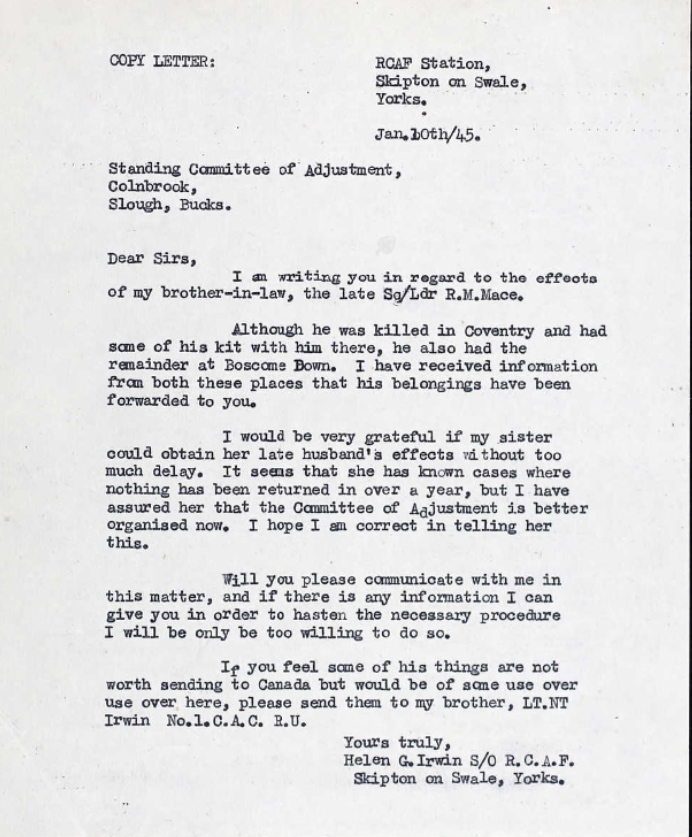 COPY LETTER:
RCAF Station,
Skipton on Swale,
Yorks.
Jan.10th/45.
Standing Committee of Adjustment,
Colnbrook,
Slough, Bucks.
Dear Sirs,
I am writing you in regard to the effects
of my brother-in-law, the late Sq/Ldr R.M.Mace.
Although he was killed in Coventry and had
some of his kit with him there, he also had the
remainder at Boscome Down. I have received information
from both these places that his belongings have been
forwarded to you.
I would be very grateful if my sister
could obtain her late husband's effects without too
much delay. It seems that she has known cases where
nothing has been returned in over a year, but I have
assured her that the Committee of Adjustment is better
organised now. I hope I am correct in telling her
this.
Will you please communicate with me in
this matter, and if there is any information I can
give you in order to hasten the necessary procedure
I will be only be too willing to do so.
If you feel some of his things are not
worth sending to Canada but would be of some use over
use over here, please send them to my brother, LT.NT
Irwin No.1.C.A.C. R.U.
Yours truly,
Helen G.Irwin S/O R.C.A.F.
Skipton on Swale, Yorks.